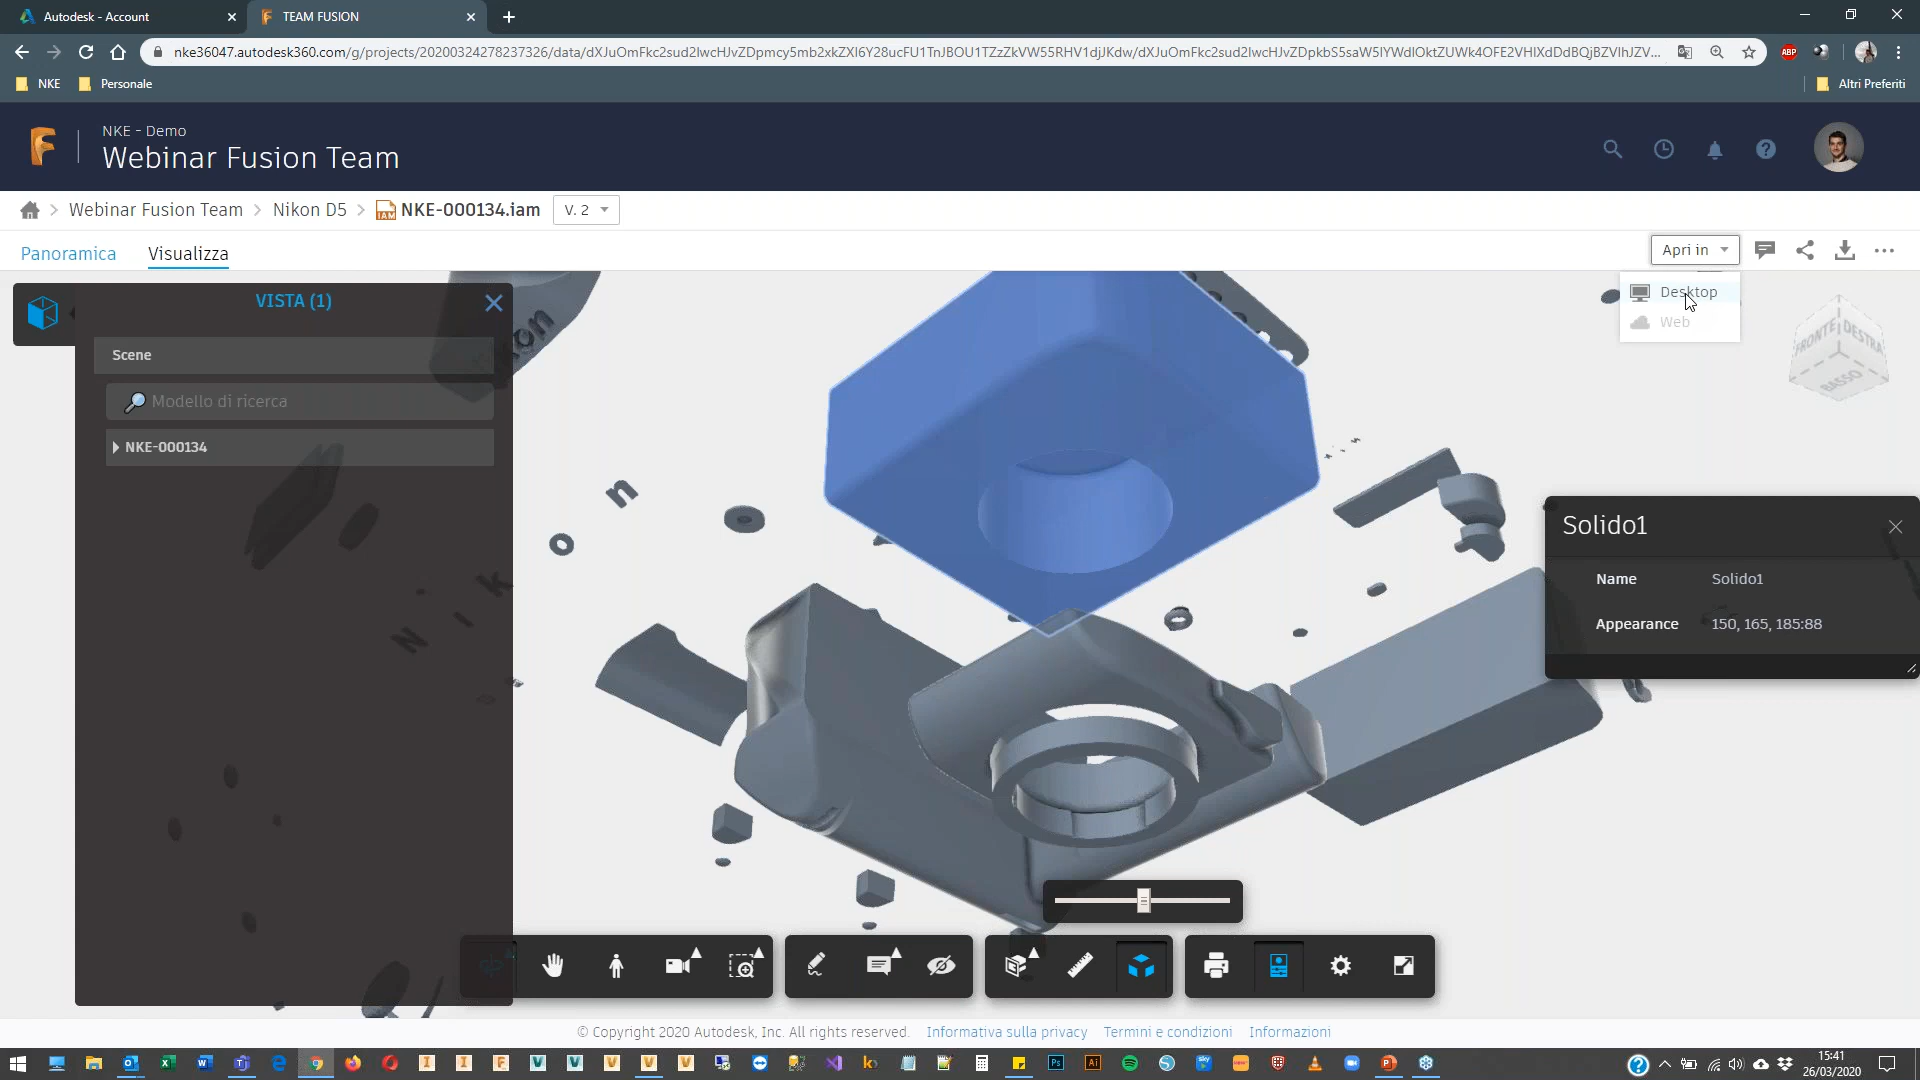 Autodesk - Account
TEAM FUSION
nke36047.autodesk360.com/g/projects/20200324278237326/data/
NKE
Personale
Altri Preferiti
NKE - Demo
Webinar Fusion Team
Webinar Fusion Team
Nikon D5
NKE-000134.iam
V. 2
Panoramica
Visualizza
Apri in
Desktop
Web
VISTA (1)
Scene
Modello di ricerca
NKE-000134
FRONTE
DESTRA
BASSO
n
o
k
i
N
Solido1
Name
Solido1
Appearance
150, 165, 185:88
© Copyright 2020 Autodesk, Inc. All rights reserved.
Informativa sulla privacy
Termini e condizioni
Informazioni
15:41
26/03/2020